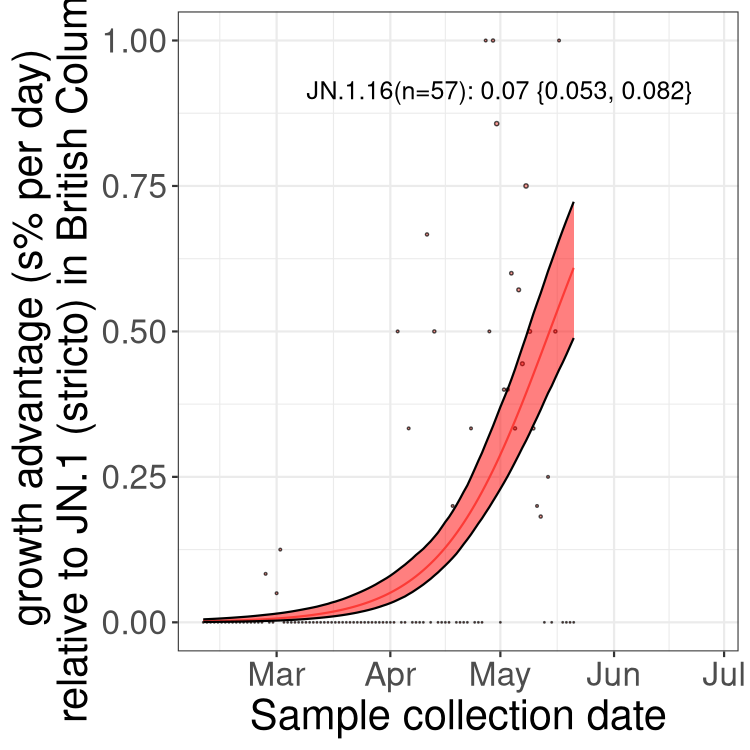 growth advantage (s% per day)
relative to JN.1 (stricto) in British Colum
1.00
0.75
0.50
0.25
0.00
JN.1.16(n=57): 0.07 {0.053, 0.082}
Mar Apr May Jun Jul
Sample collection date